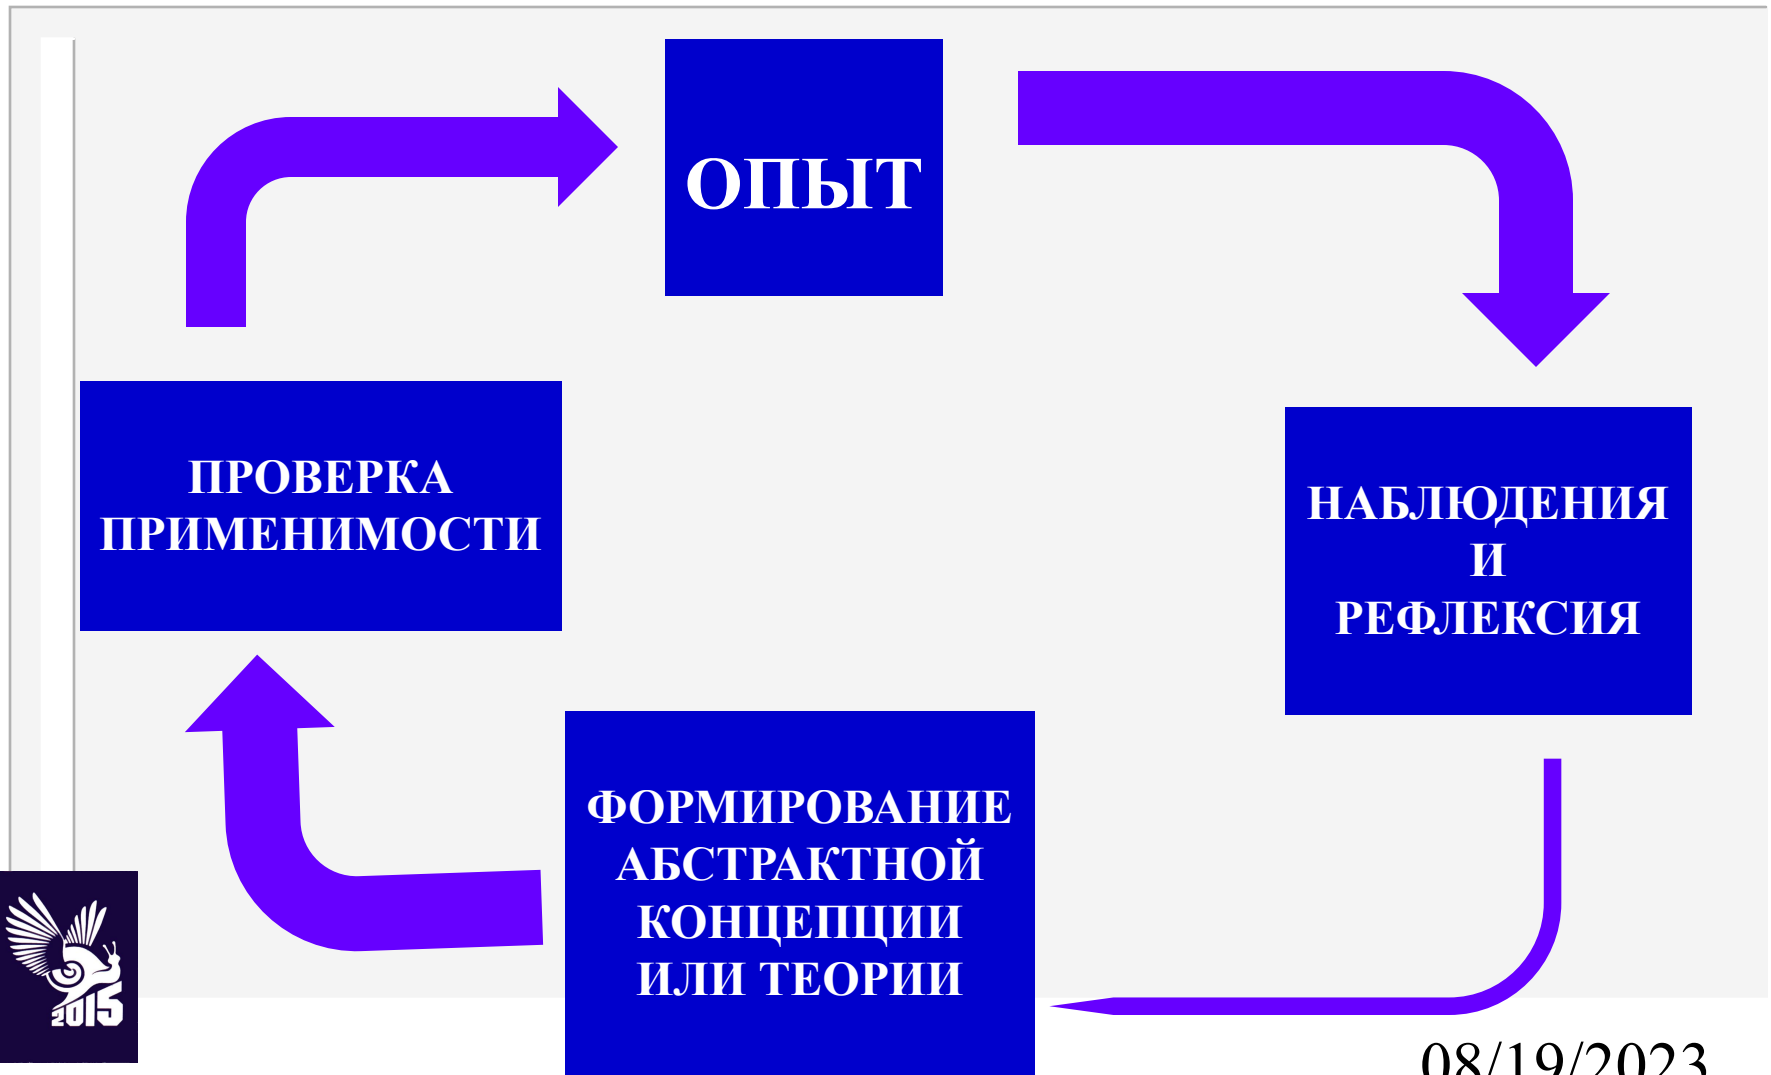 ОПЫТ
ПРОВЕРКА
ПРИМЕНИМОСТИ
НАБЛЮДЕНИЯ
И
РЕФЛЕКСИЯ
ФОРМИРОВАНИЕ
АБСТРАКТНОЙ
КОНЦЕПЦИИ
ИЛИ ТЕОРИИ
2015
08/19/2023